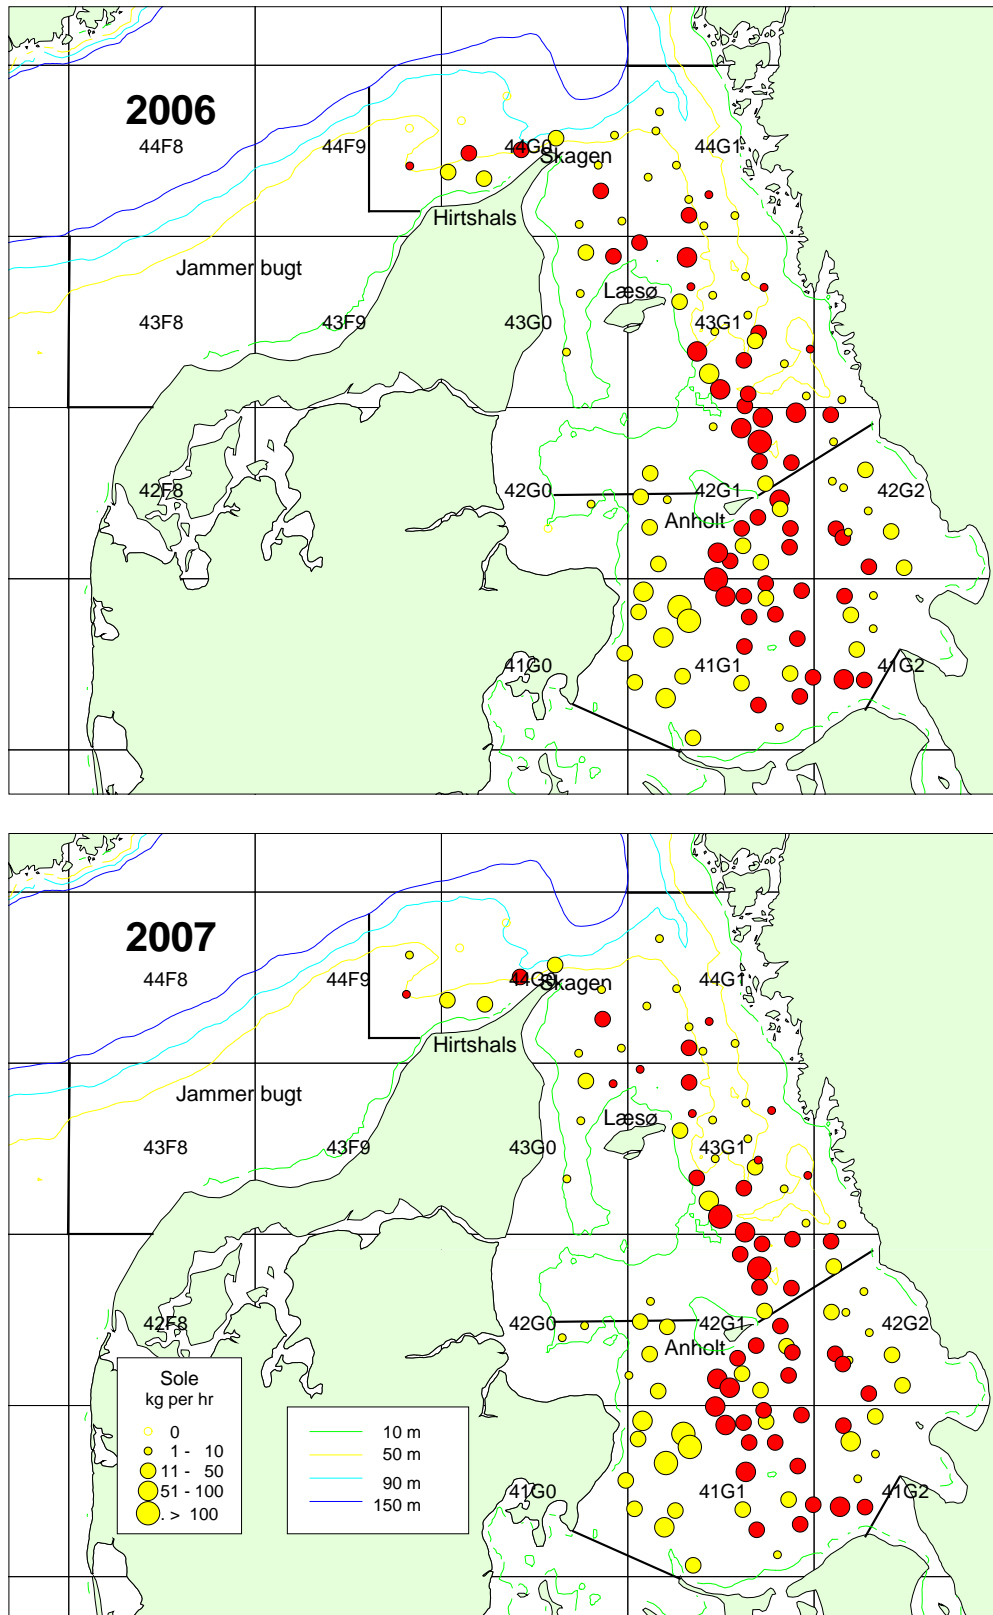 2006
44F8
44F9
44G0
44G1
Skagen
Hirtshals
Jammer bugt
Læsø
43F8
43F9
43G0
43G1
42F8
42G0
42G1
42G2
Anholt
41G0
41G1
41G2
2007
44F8
44F9
44G0
44G1
Skagen
Hirtshals
Jammer bugt
Læsø
43F8
43F9
43G0
43G1
42F8
42G0
42G1
42G2
Anholt
Sole
kg per hr
0
1 - 10
11 - 50
51 - 100
. > 100
10 m
50 m
90 m
150 m
41G0
41G1
41G2